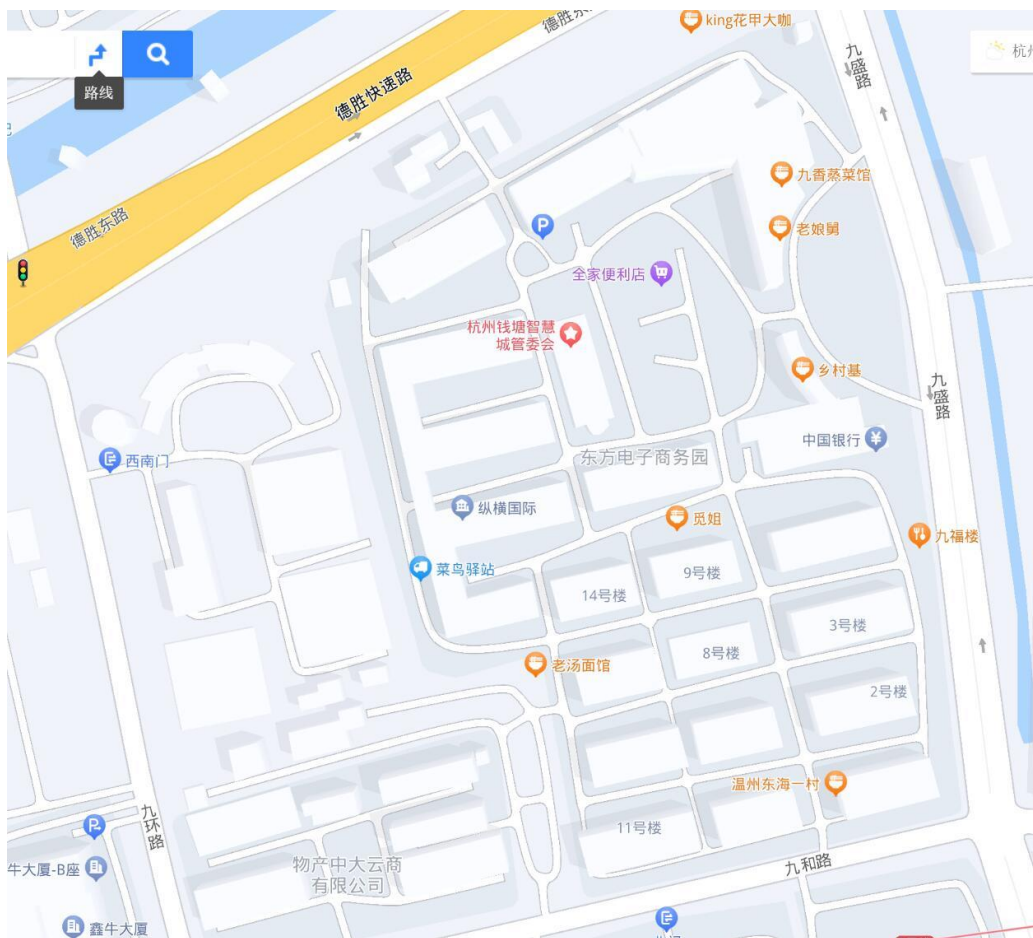 king花甲大咖
德胜东
九盛路
杭州
路线
德胜快速路
九香蒸菜馆
德胜东路
老娘舅
P
全家便利店
杭州钱塘智慧
城管委会
乡村基
九盛路
中国银行
西南门
东方电子商务园
纵横国际
觅姐
九福楼
菜鸟驿站
9号楼
14号楼
3号楼
8号楼
老汤面馆
2号楼
温州东海一村
九环路
11号楼
P
物产中大云商
有限公司
九和路
牛大厦-B座
鑫牛大厦